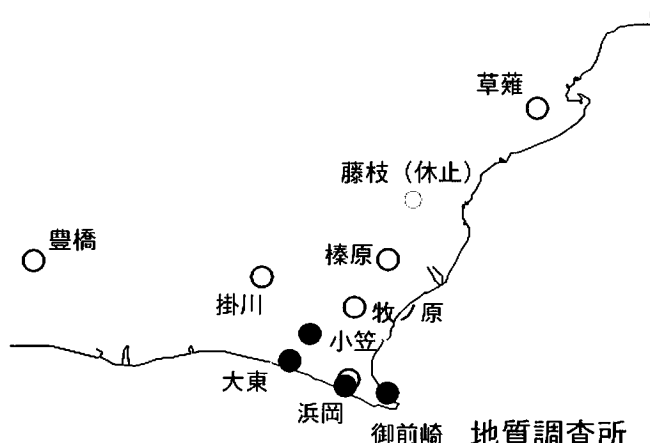 草薙
藤枝（休止）
豊橋
榛原
掛川
牧ノ原
小笠
大東
浜岡
御前崎
地質調査所